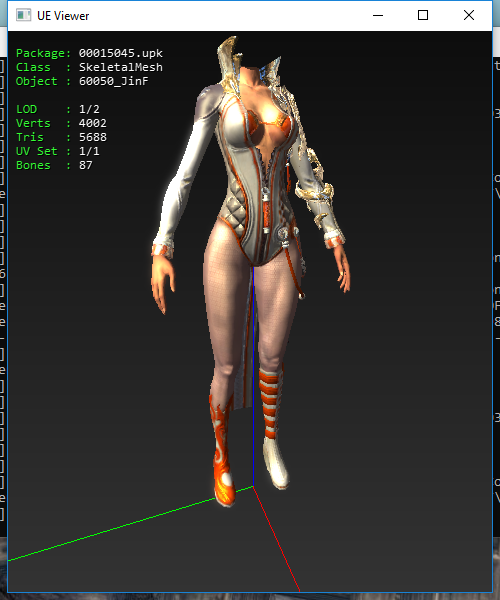 UE Viewer
Package: 00015045.upk
Class : SkeletalMesh
Object : 60050_JinF
LOD : 1/2
Verts : 4002
Tris : 5688
UV Set : 1/1
Bones : 87